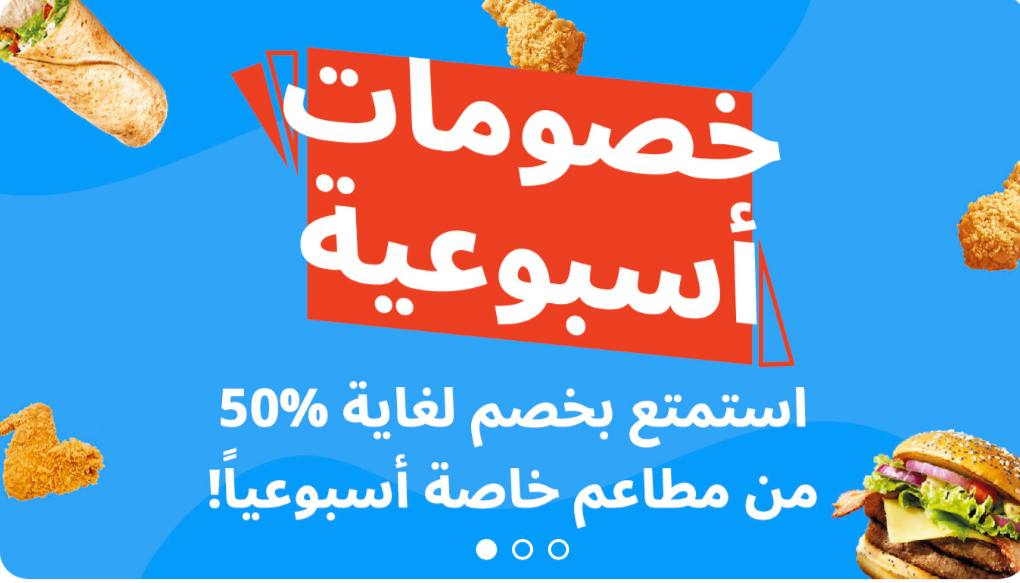 خصومات
أسبوعية
استمتع بخصم لغاية 50%
من مطاعم خاصة أسبوعياً!